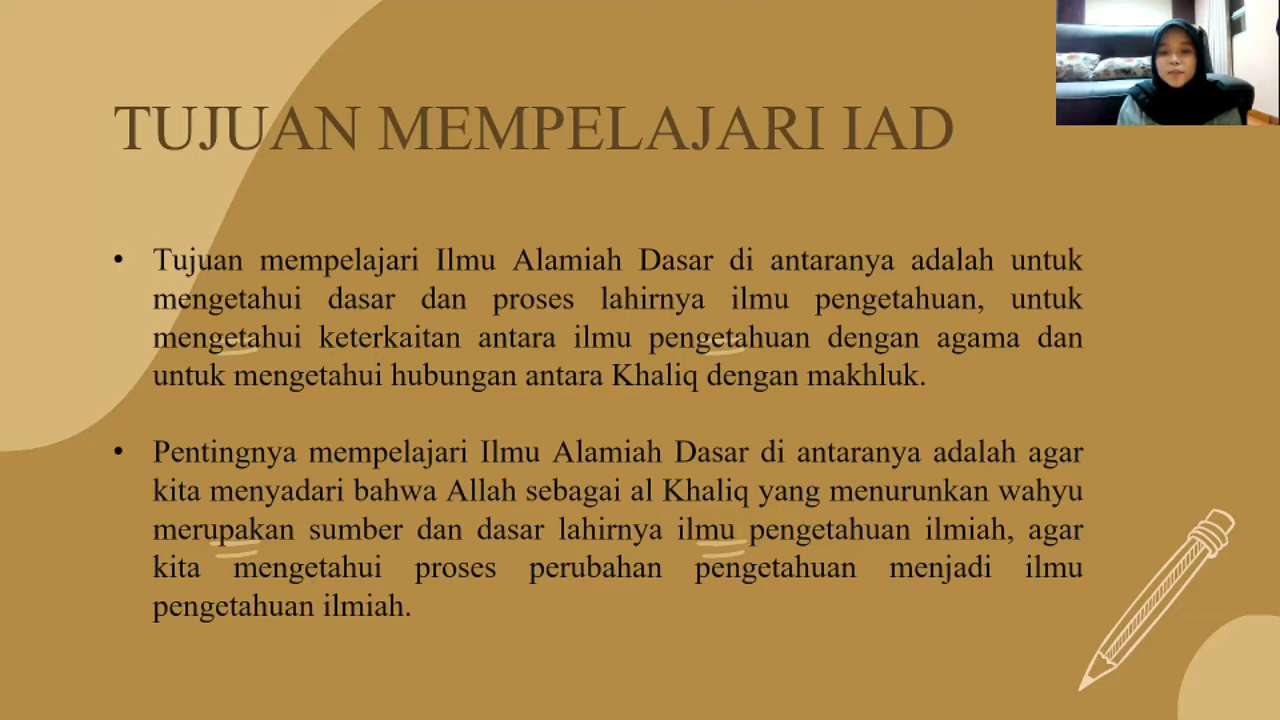 TUJUAN MEMPELAJARI IAD
• Tujuan mempelajari Ilmu Alamiah Dasar di antaranya adalah untuk
mengetahui dasar dan proses lahirnya ilmu pengetahuan, untuk
mengetahui keterkaitan antara ilmu pengetahuan dengan agama dan
untuk mengetahui hubungan antara Khaliq dengan makhluk.
• Pentingnya mempelajari Ilmu Alamiah Dasar di antaranya adalah agar
kita menyadari bahwa Allah sebagai al Khaliq yang menurunkan wahyu
merupakan sumber dan dasar lahirnya ilmu pengetahuan ilmiah, agar
kita mengetahui proses perubahan pengetahuan menjadi ilmu
pengetahuan ilmiah.